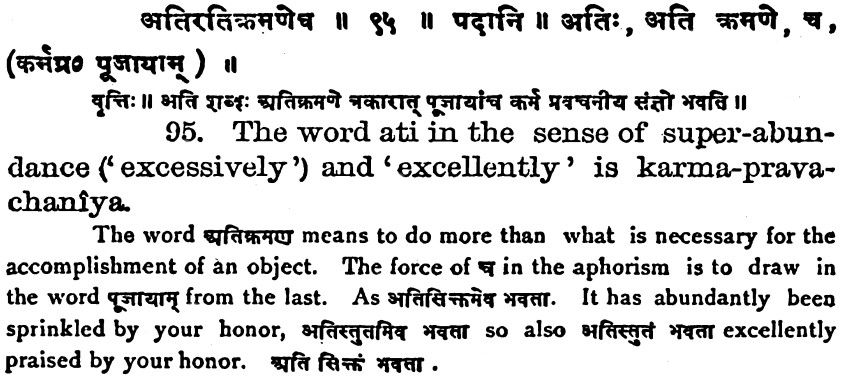 अतिरतिक्रमणेच ॥ ९५ ॥ पदानि ॥ अतिः, अति क्रमणे, च,
(कर्मप्र० पूजायाम् ) ॥
वृत्तिः ॥ अति शब्दः अतिक्रमणे चकारात् पूजायांच कर्म प्रवचनीय संज्ञो भवति ॥
95. The word ati in the sense of super-abun-
dance (‘excessively’) and ‘excellently’ is karma-prava-
chanîya.
The word अतिक्रमण means to do more than what is necessary for the
accomplishment of an object. The force of च in the aphorism is to draw in
the word पूजायाम् from the last. As अतिसिक्तमेव भवता. It has abundantly been
sprinkled by your honor, अतिस्तुतमिव भवता so also अतिस्तुतं भवता excellently
praised by your honor. अति सिक्तं भवता .